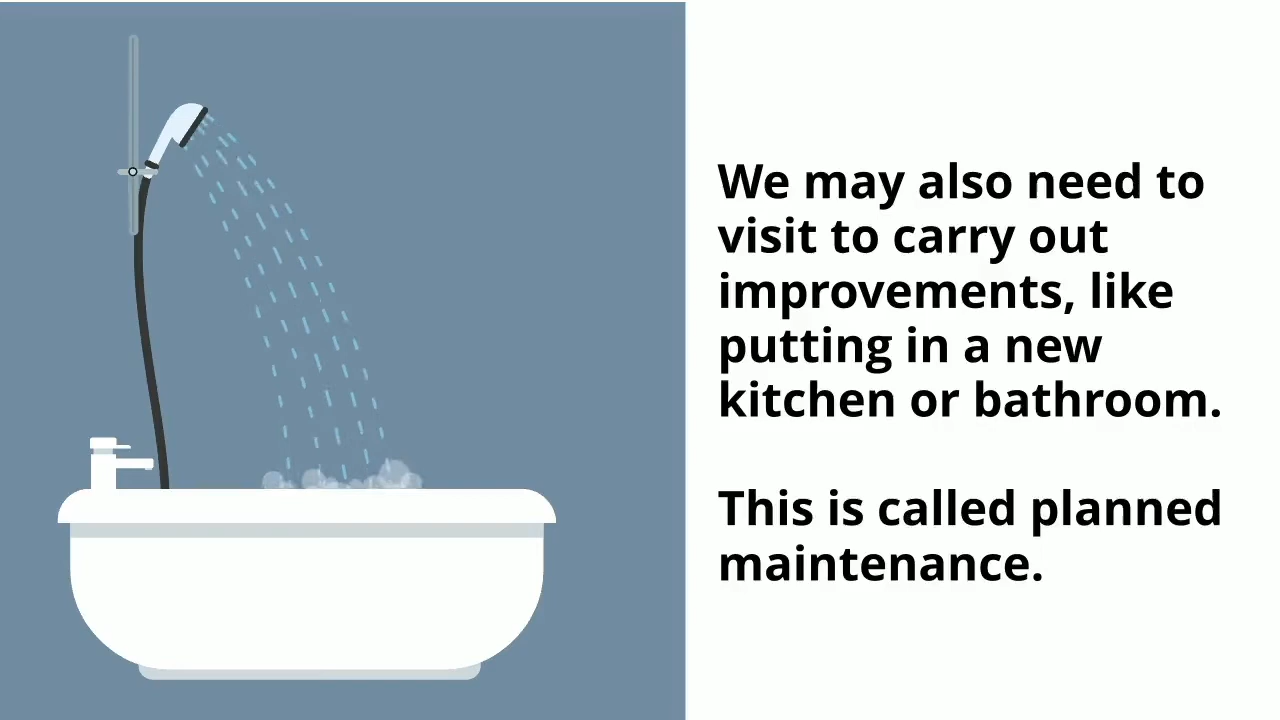 We may also need to
visit to carry out
improvements, like
putting in a new
kitchen or bathroom.
This is called planned
maintenance.